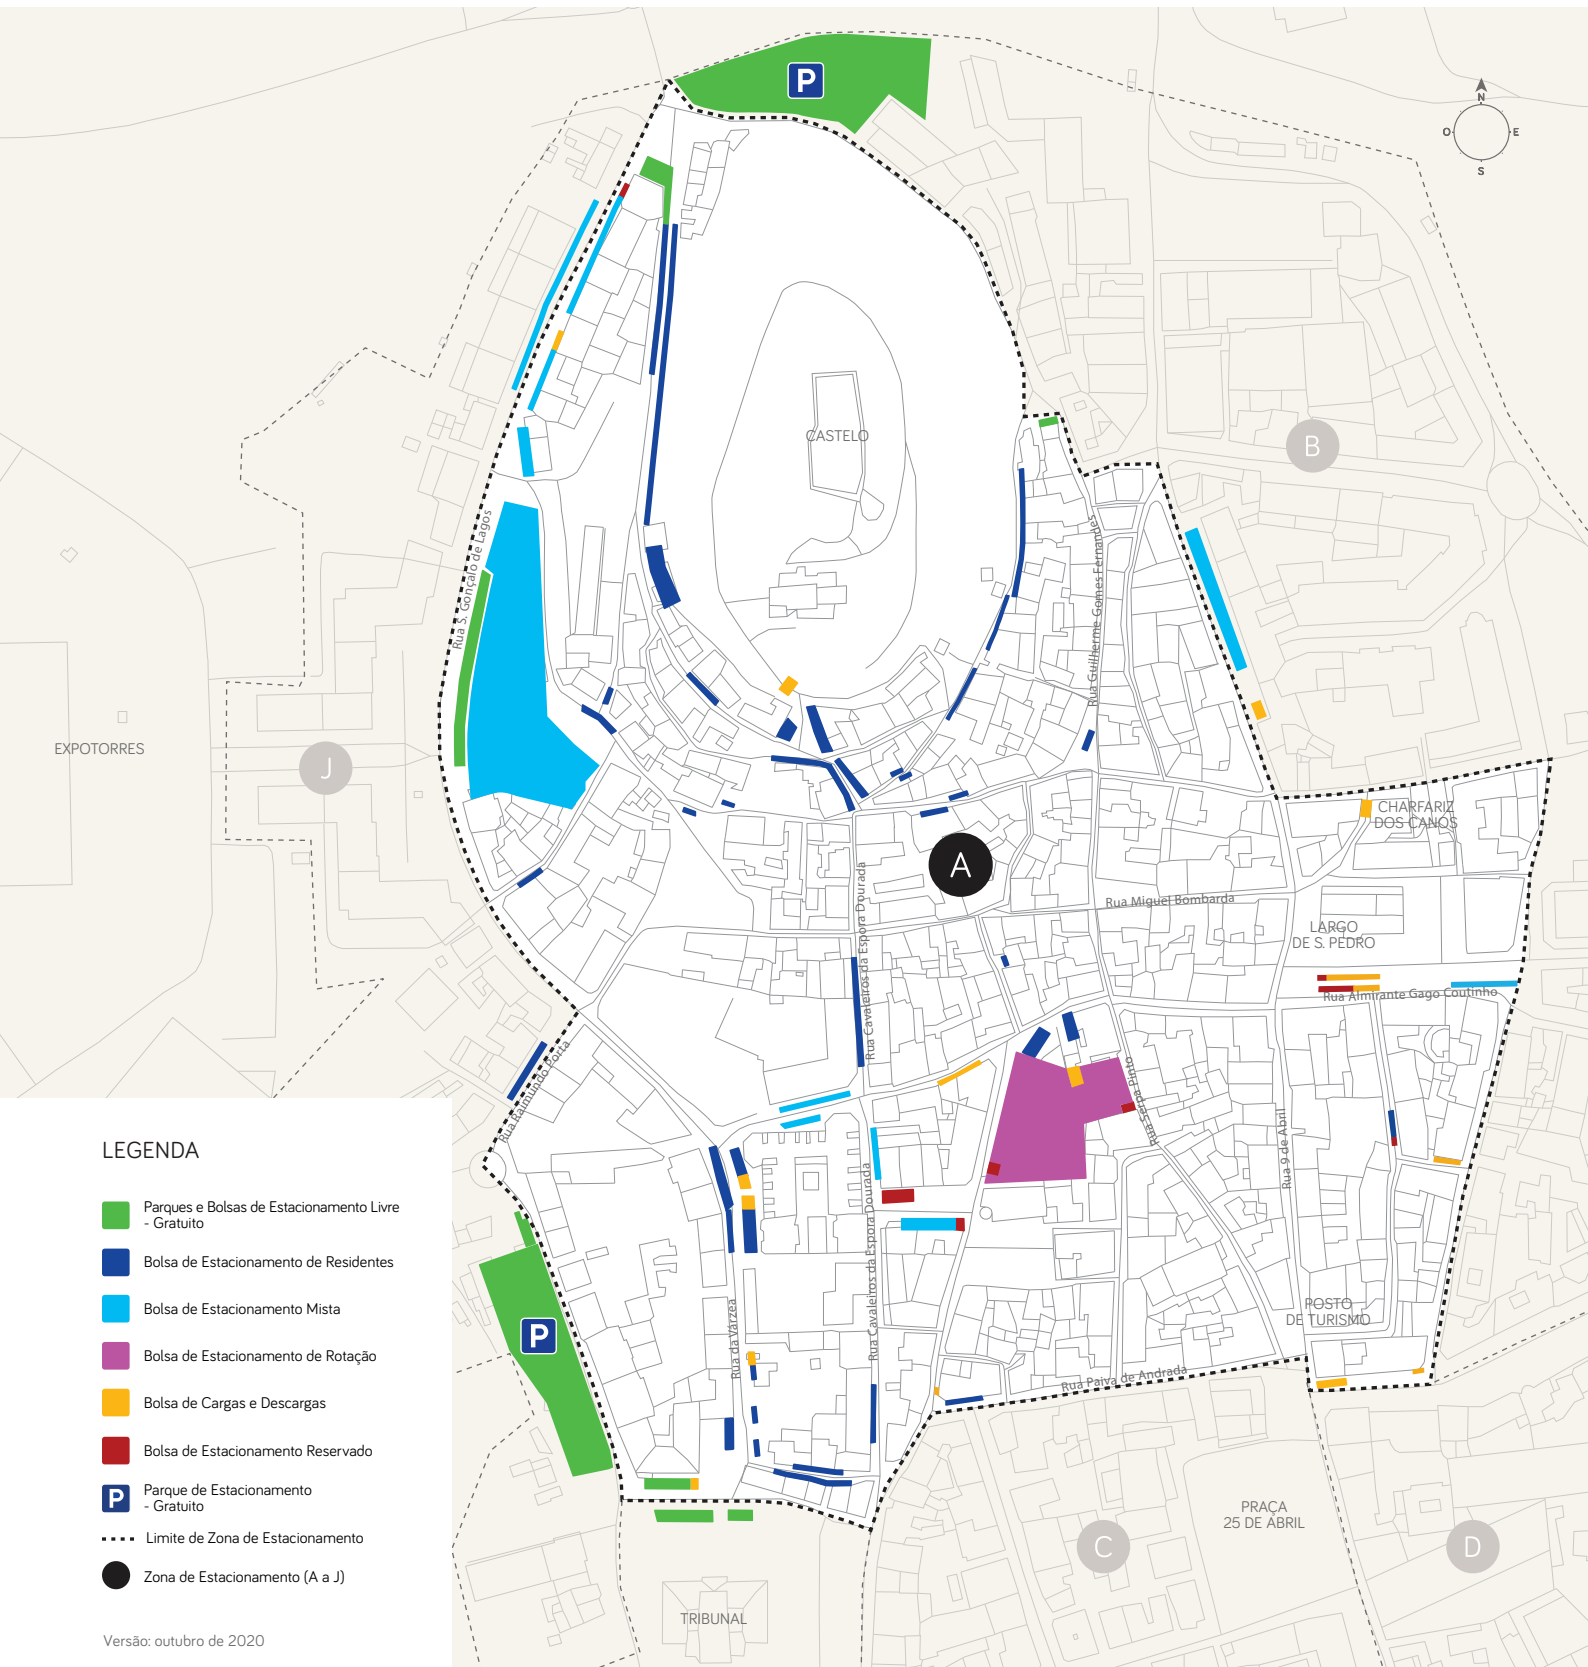 P
N
O
E
S
B
CASTELO
Rua S. Gonçalo de Lagos
Rua Guilherme Gomes Fernandes
EXPOTORRES
J
CHARFARIZ
DOS CANOS
A
Rua Cavaleiros da Espora Dourada
Rua Miguel Bombarda
LARGO
DE S. PEDRO
Rua Almirante Gago Coutinho
Rua Raimundo Porta
Rua Serpa Pinto
Rua 9 de Abril
Rua Cavaleiros da Espora Dourada
P
Rua da Várzea
POSTO
DE TURISMO
Rua Paiva de Andrada
PRAÇA
25 DE ABRIL
C
D
TRIBUNAL
LEGENDA
Parques e Bolsas de Estacionamento Livre
- Gratuito
Bolsa de Estacionamento de Residentes
Bolsa de Estacionamento Mista
Bolsa de Estacionamento de Rotação
Bolsa de Cargas e Descargas
Bolsa de Estacionamento Reservado
P Parque de Estacionamento
- Gratuito
Limite de Zona de Estacionamento
Zona de Estacionamento (A a J)
Versão: outubro de 2020